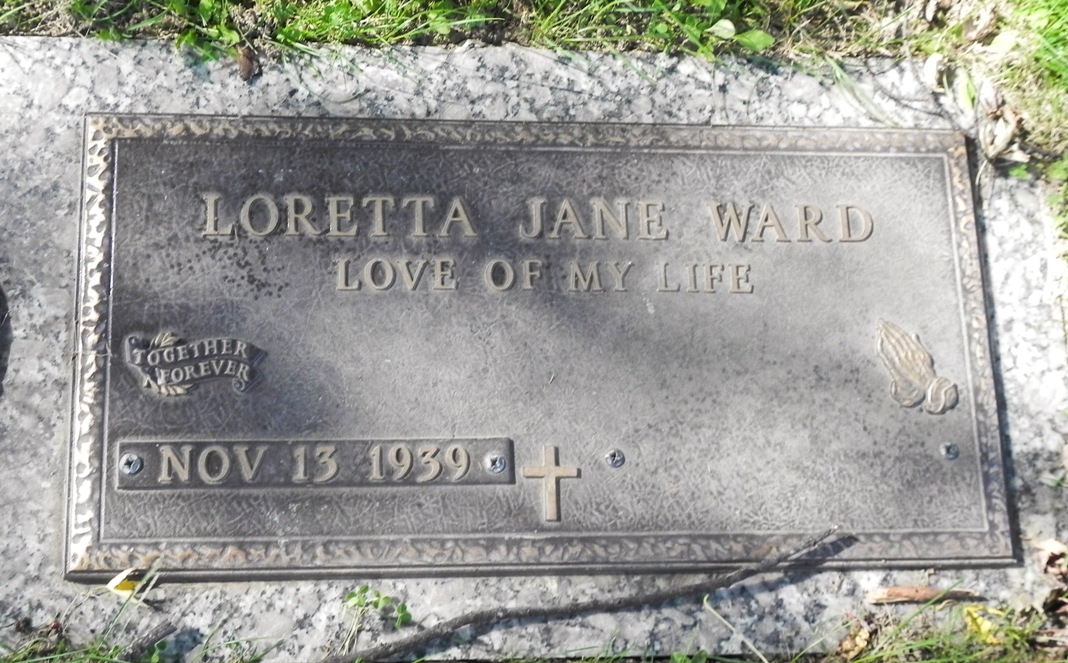 LORETTA JANE WARD
LOVE OF MY LIFE
TOGETHER
FOREVER
NOV 13 1939